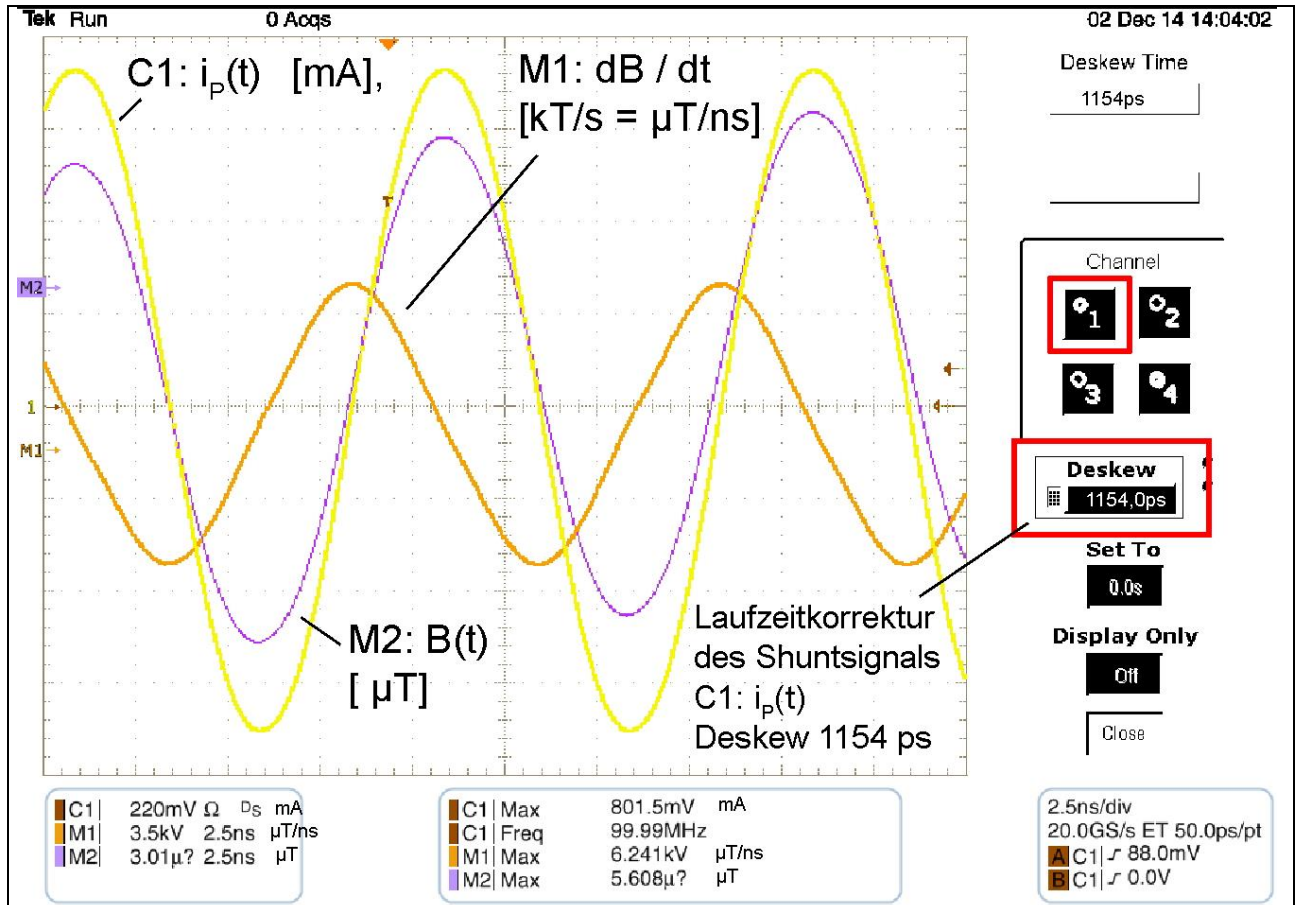 Tek Run 0 Acqs 02 Dec 14 14:04:02
C1: iP(t) [mA],
M1: dB / dt
[kT/s = µT/ns]
Deskew Time
1154ps
T
M2
1
M1
M2: B(t)
[ µT]
Laufzeitkorrektur
des Shuntsignals
C1: iP(t)
Deskew 1154 ps
Channel
1 2
3 4
Deskew
1154,0ps
Set To
0.0s
Display Only
Off
Close
C1 220mV Ω DS mA
M1 3.5kV 2.5ns µT/ns
M2 3.01µ? 2.5ns µT
C1 Max 801.5mV mA
C1 Freq 99.99MHz
M1 Max 6.241kV µT/ns
M2 Max 5.608µ? µT
2.5ns/div
20.0GS/s ET 50.0ps/pt
A C1 88.0mV
B C1 0.0V